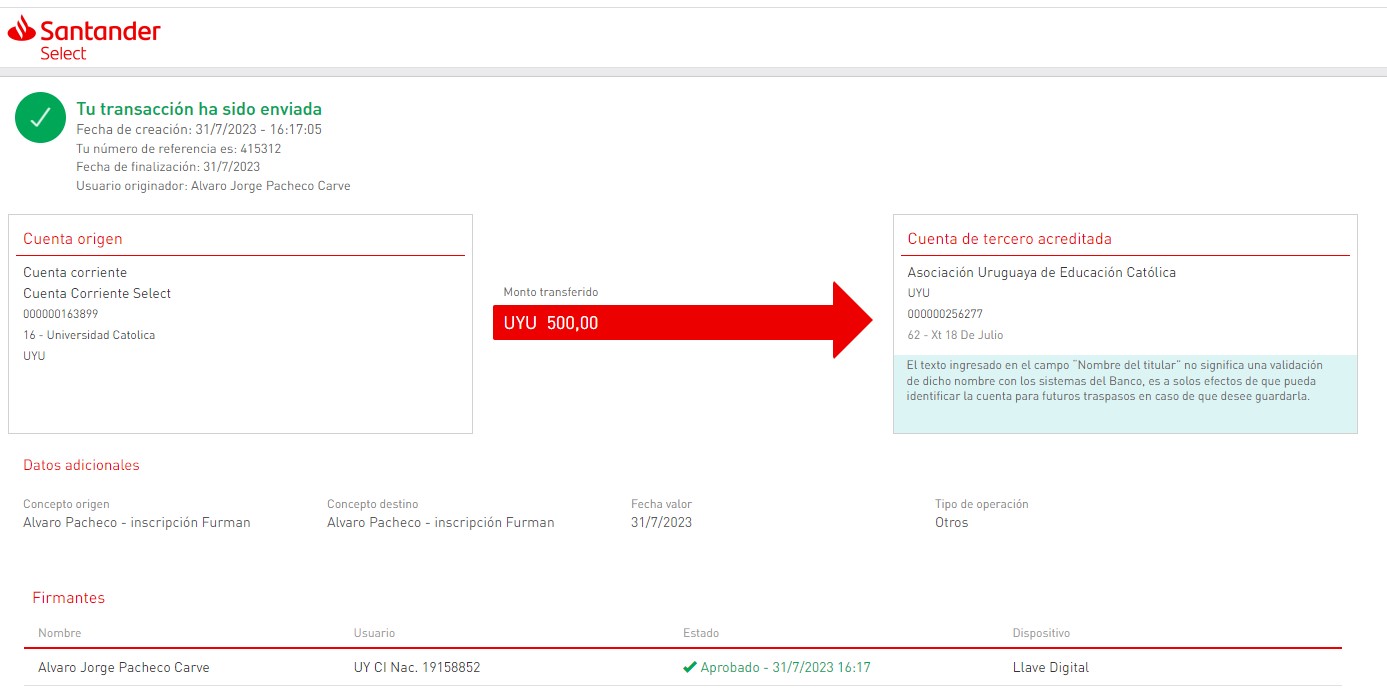 Santander
Select
Tu transacción ha sido enviada
Fecha de creación: 31/7/2023 - 16:17:05
Tu número de referencia es: 415312
Fecha de finalización: 31/7/2023
Usuario originador: Alvaro Jorge Pacheco Carve
Cuenta origen
Cuenta corriente
Cuenta Corriente Select
000000163899
16 - Universidad Catolica
UYU
Monto transferido
UYU 500,00
Cuenta de tercero acreditada
Asociación Uruguaya de Educación Católica
UYU
000000256277
62 - Xt 18 De Julio
El texto ingresado en el campo "Nombre del titular" no significa una validación
de dicho nombre con los sistemas del Banco, es a solos efectos de que pueda
identificar la cuenta para futuros traspasos en caso de que desee guardarla.
Datos adicionales
Concepto origen Concepto destino Fecha valor Tipo de operación
Alvaro Pacheco - inscripción Furman Alvaro Pacheco - inscripción Furman 31/7/2023 Otros
Firmantes
Nombre Usuario Estado Dispositivo
Alvaro Jorge Pacheco Carve UY CI Nac. 19158852 Aprobado - 31/7/2023 16:17 Llave Digital